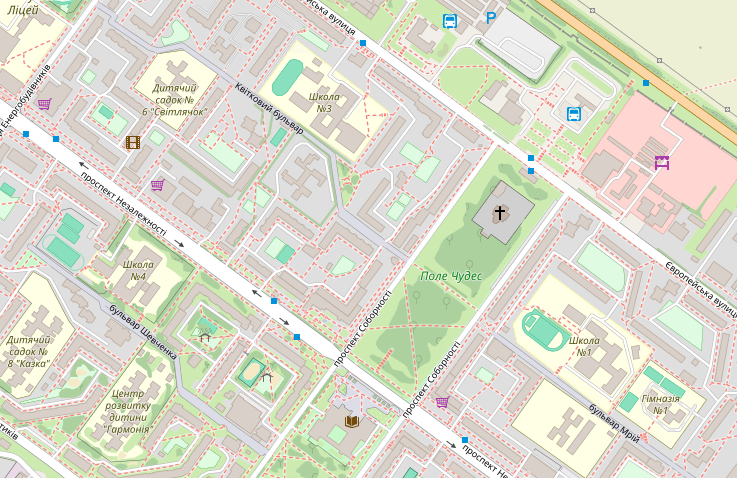 Ліцей
ська вулиця
P
Енергобудівників
Дитячий
садок №
6 "Світлячок"
Квітковий бульвар
Школа
№3
проспект Незалежності
Поле Чудес
Європейська вулиц
Школа
№4
бульвар Шевченка
проспект Соборності
проспект Соборності
Школа
№1
Дитячий
садок №
8 "Казка"
Центр
розвитку
дитини
"Гармонія"
Гімназія
№1
бульвар Мрій
тиків
проспект Не